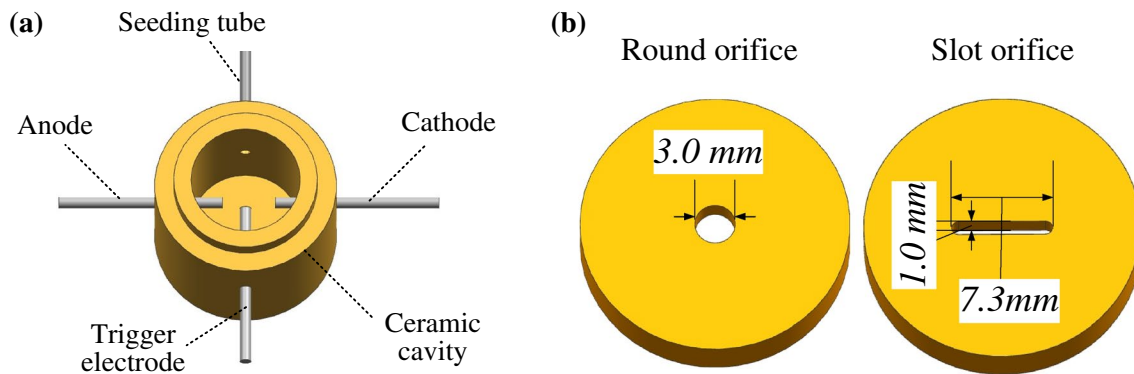 (a)
Seeding tube
Anode
Cathode
Trigger
electrode
Ceramic
cavity
(b)
Round orifice
Slot orifice
3.0 mm
1.0 mm
7.3mm